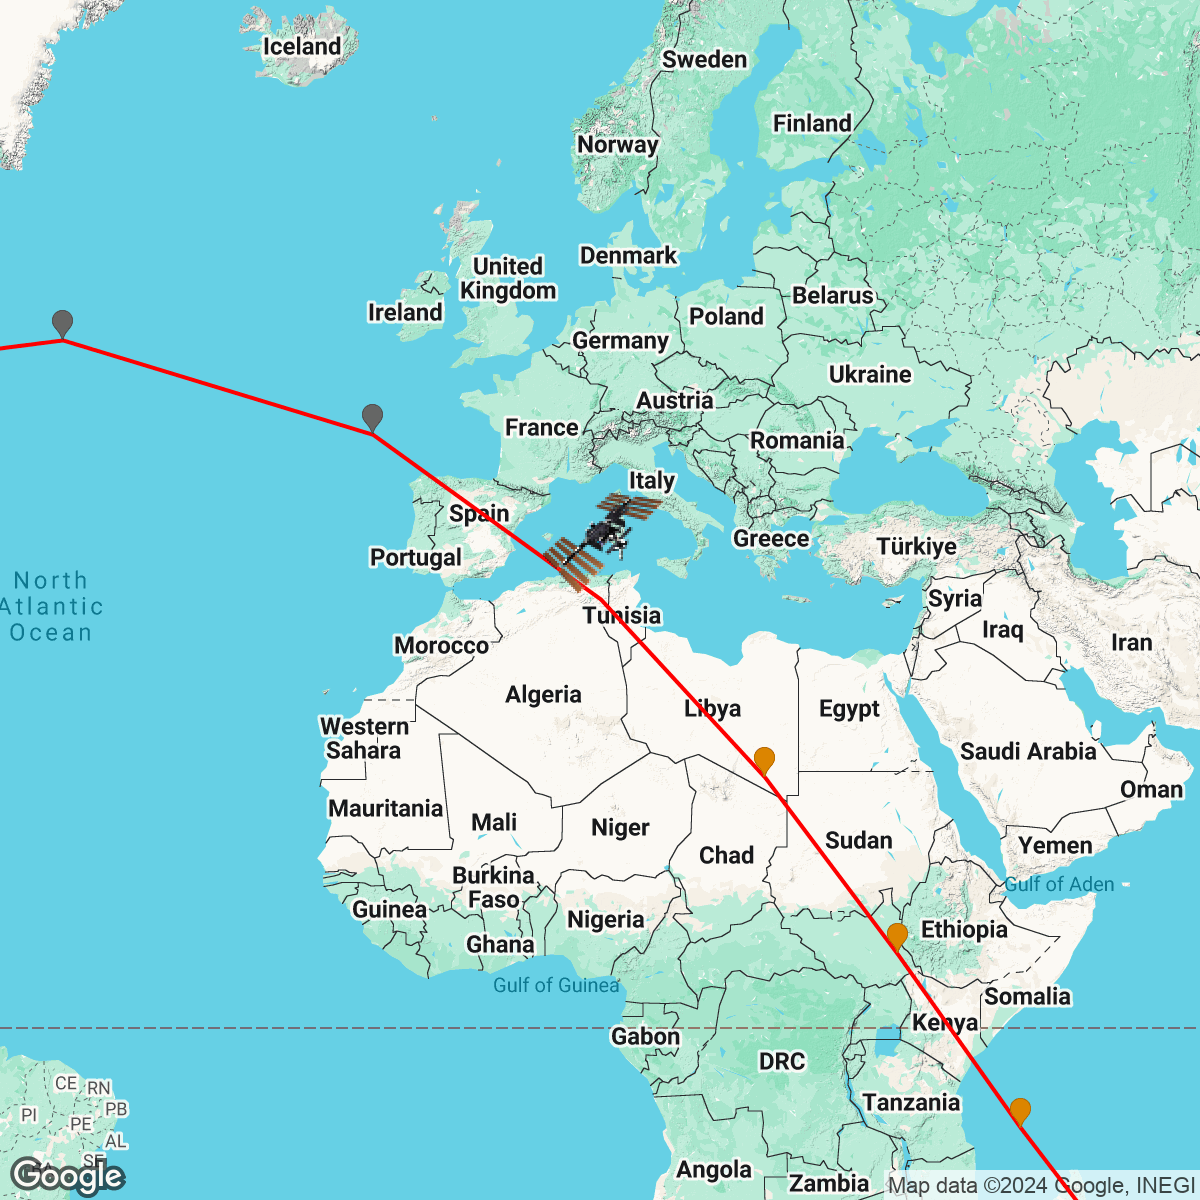 Iceland
Sweden
Finland
Norway
Denmark
United
Kingdom
Ireland
Belarus
Poland
Germany
Ukraine
Austria
France
Romania
Italy
Spain
Greece
Türkiye
Portugal
North
Atlantic
Ocean
Syria
Tunisia
Iraq
Iran
Morocco
Algeria
Libya
Egypt
Western
Sahara
Saudi Arabia
Oman
Mauritania
Mali
Niger
Sudan
Yemen
Chad
Burkina
Faso
Gulf of Aden
Guinea
Nigeria
Ethiopia
Ghana
Gulf of Guinea
Somalia
Kenya
Gabon
DRC
CE
RN
Tanzania
PI
PB
PE
AL
SE
Angola
Zambia
Google
Map data ©2024 Google, INEGI